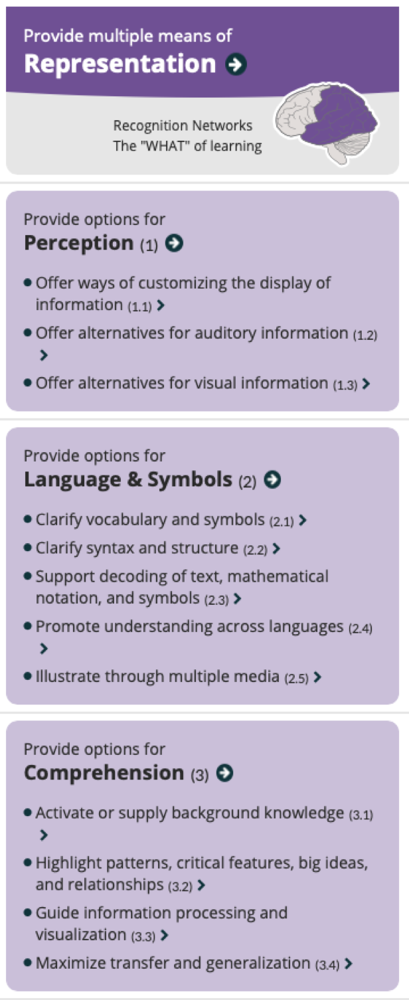 Provide multiple means of
Representation
Recognition Networks
The "WHAT" of learning
Provide options for
Perception (1)
Offer ways of customizing the display of
information (1.1)
Offer alternatives for auditory information (1.2)
Offer alternatives for visual information (1.3)
Provide options for
Language & Symbols (2)
Clarify vocabulary and symbols (2.1)
Clarify syntax and structure (2.2)
Support decoding of text, mathematical
notation, and symbols (2.3)
Promote understanding across languages (2.4)
Illustrate through multiple media (2.5)
Provide options for
Comprehension (3)
Activate or supply background knowledge (3.1)
Highlight patterns, critical features, big ideas,
and relationships (3.2)
Guide information processing and
visualization (3.3)
Maximize transfer and generalization (3.4)